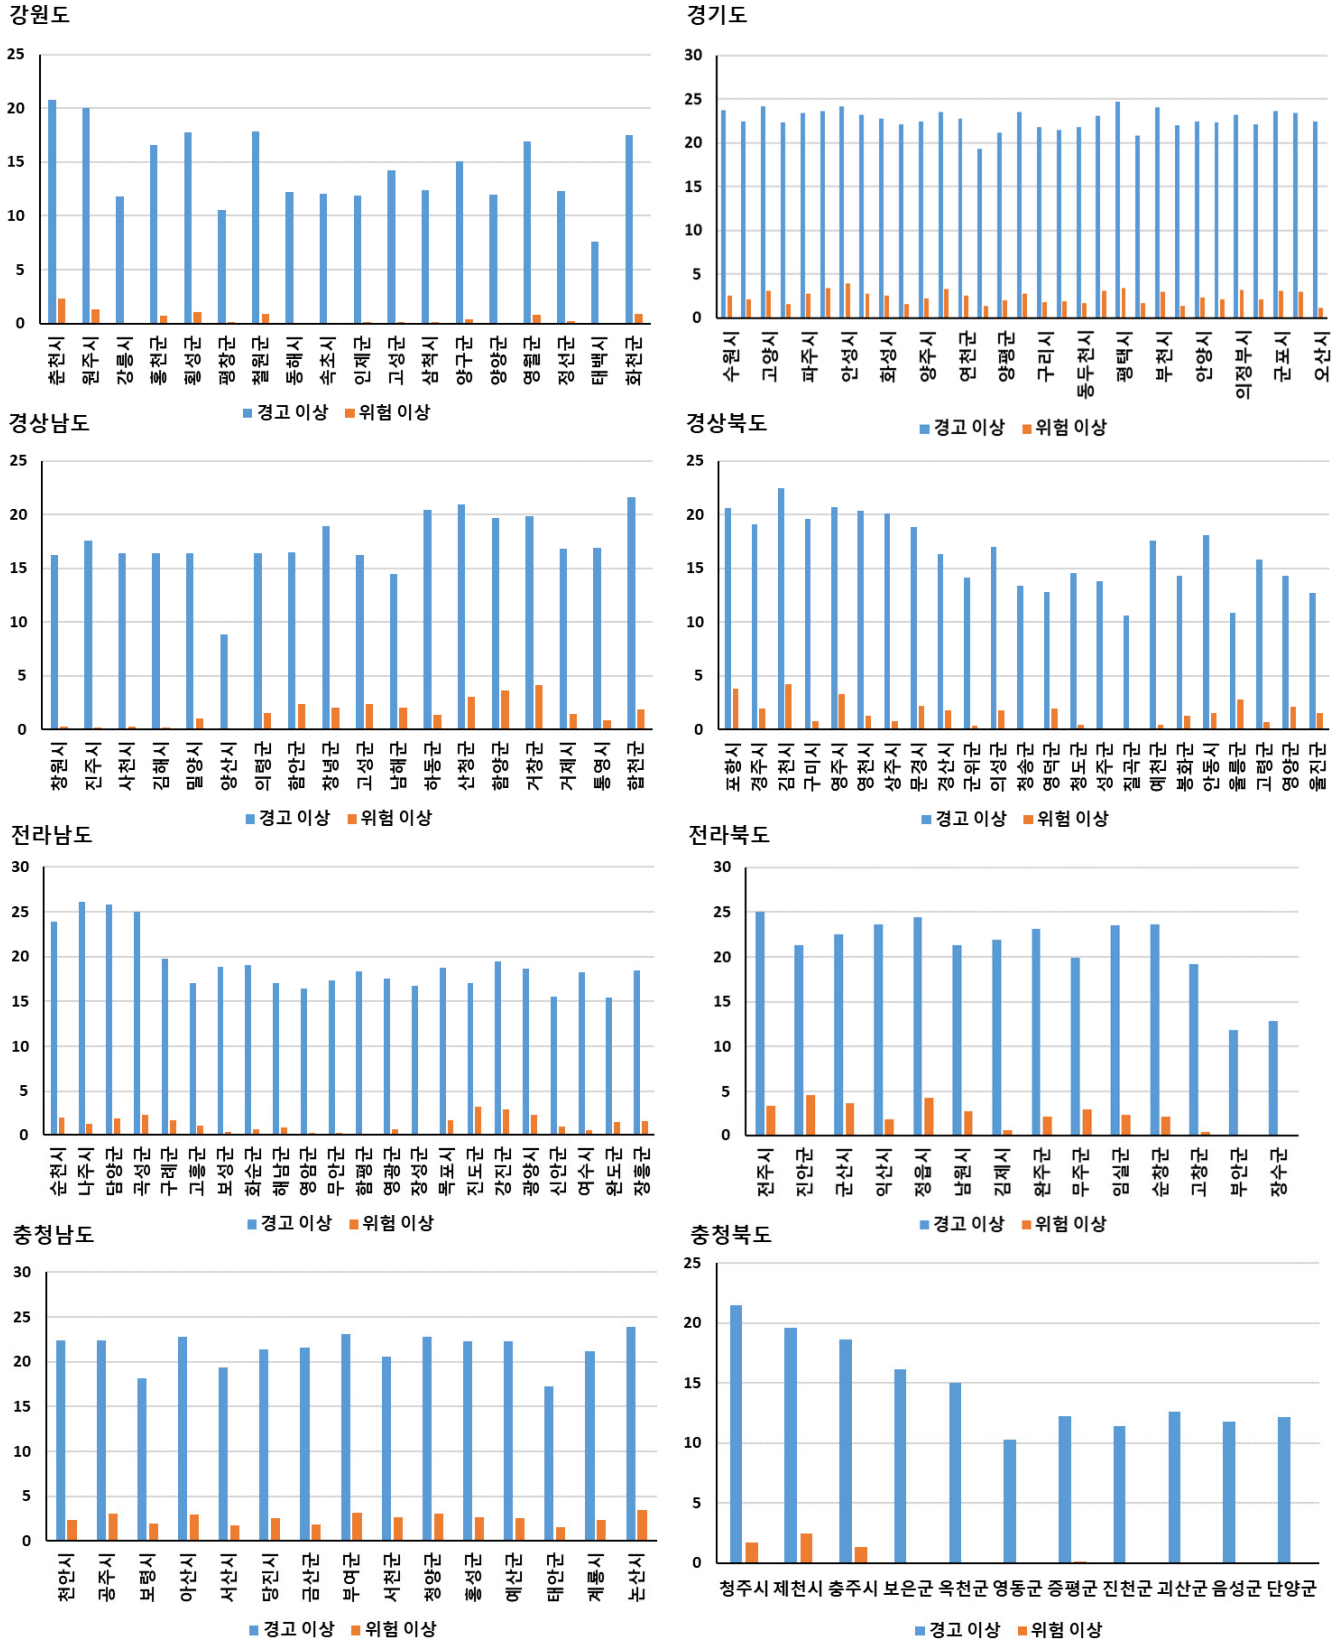 강원도
25
20
15
10
5
0
춘천시 원주시 강릉시 홍천군 횡성군 평창군 철원군 동해시 속초시 인제군 고성군 삼척시 양구군 양양군 영월군 정선군 태백시 화천군
경고 이상 위험 이상
경기도
30
25
20
15
10
5
0
수원시 고양시 파주시 안성시 화성시 양주시 연천군 양평군 구리시 동두천시 평택시 부천시 안양시 의정부시 군포시 오산시
경고 이상 위험 이상
경상남도
25
20
15
10
5
0
창원시 진주시 사천시 김해시 밀양시 양산시 의령군 함안군 창녕군 고성군 남해군 하동군 산청군 함양군 거창군 거제시 통영시 합천군
경고 이상 위험 이상
경상북도
25
20
15
10
5
0
포항시 경주시 김천시 구미시 영주시 영천시 상주시 문경시 경산시 군위군 의성군 청송군 영덕군 청도군 성주군 칠곡군 예천군 봉화군 안동시 울릉군 고령군 영양군 울진군
경고 이상 위험 이상
전라남도
30
25
20
15
10
5
0
순천시 나주시 담양군 곡성군 구례군 고흥군 보성군 화순군 해남군 영암군 무안군 함평군 영광군 장성군 목포시 진도군 강진군 광양시 신안군 여수시 완도군 장흥군
경고 이상 위험 이상
전라북도
30
25
20
15
10
5
0
전주시 진안군 군산시 익산시 정읍시 남원시 김제시 완주군 무주군 임실군 순창군 고창군 부안군 장수군
경고 이상 위험 이상
충청남도
30
25
20
15
10
5
0
천안시 공주시 보령시 아산시 서산시 당진시 금산군 부여군 서천군 청양군 홍성군 예산군 태안군 계룡시 논산시
경고 이상 위험 이상
충청북도
25
20
15
10
5
0
청주시 제천시 충주시 보은군 옥천군 영동군 증평군 진천군 괴산군 음성군 단양군
경고 이상 위험 이상